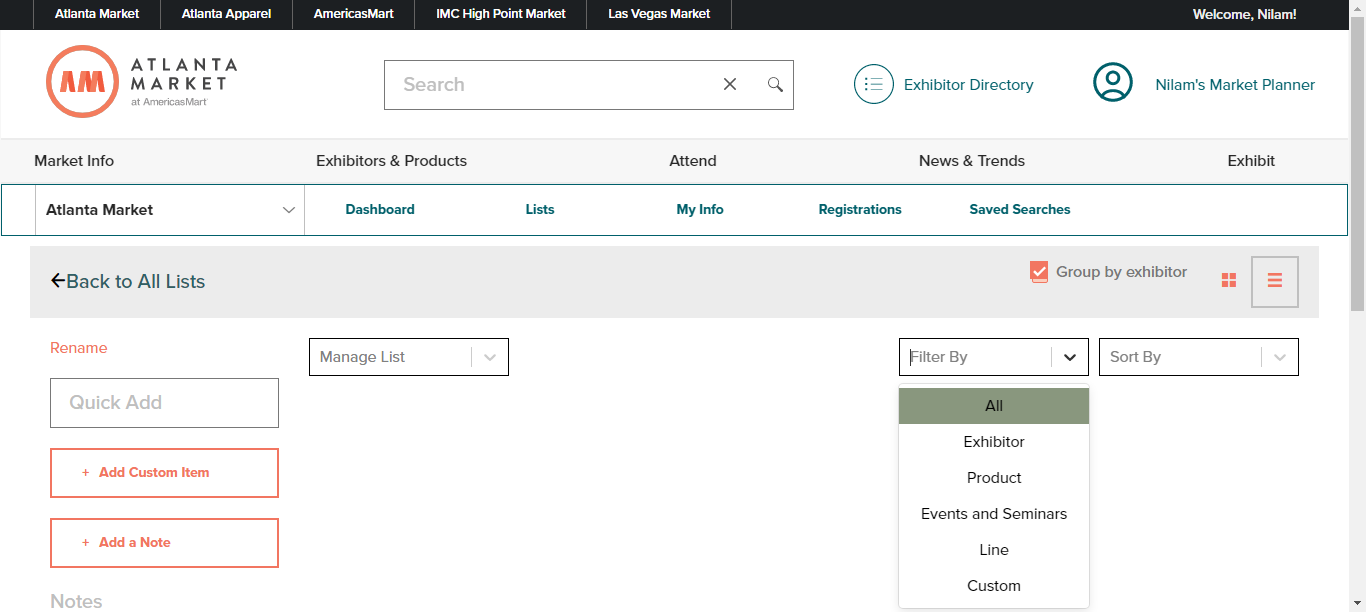 Atlanta Market Atlanta Apparel AmericasMart IMC High Point Market Las Vegas Market Welcome, Nilam!
AM
ATLANTA
MARKET
at AmericasMart®
Search
Exhibitor Directory
Nilam's Market Planner
Market Info Exhibitors & Products Attend News & Trends Exhibit
Atlanta Market Dashboard Lists My Info Registrations Saved Searches
Back to All Lists Group by exhibitor
Rename Manage List Filter By Sort By
Quick Add
+ Add Custom Item
+ Add a Note
Notes
All
Exhibitor
Product
Events and Seminars
Line
Custom